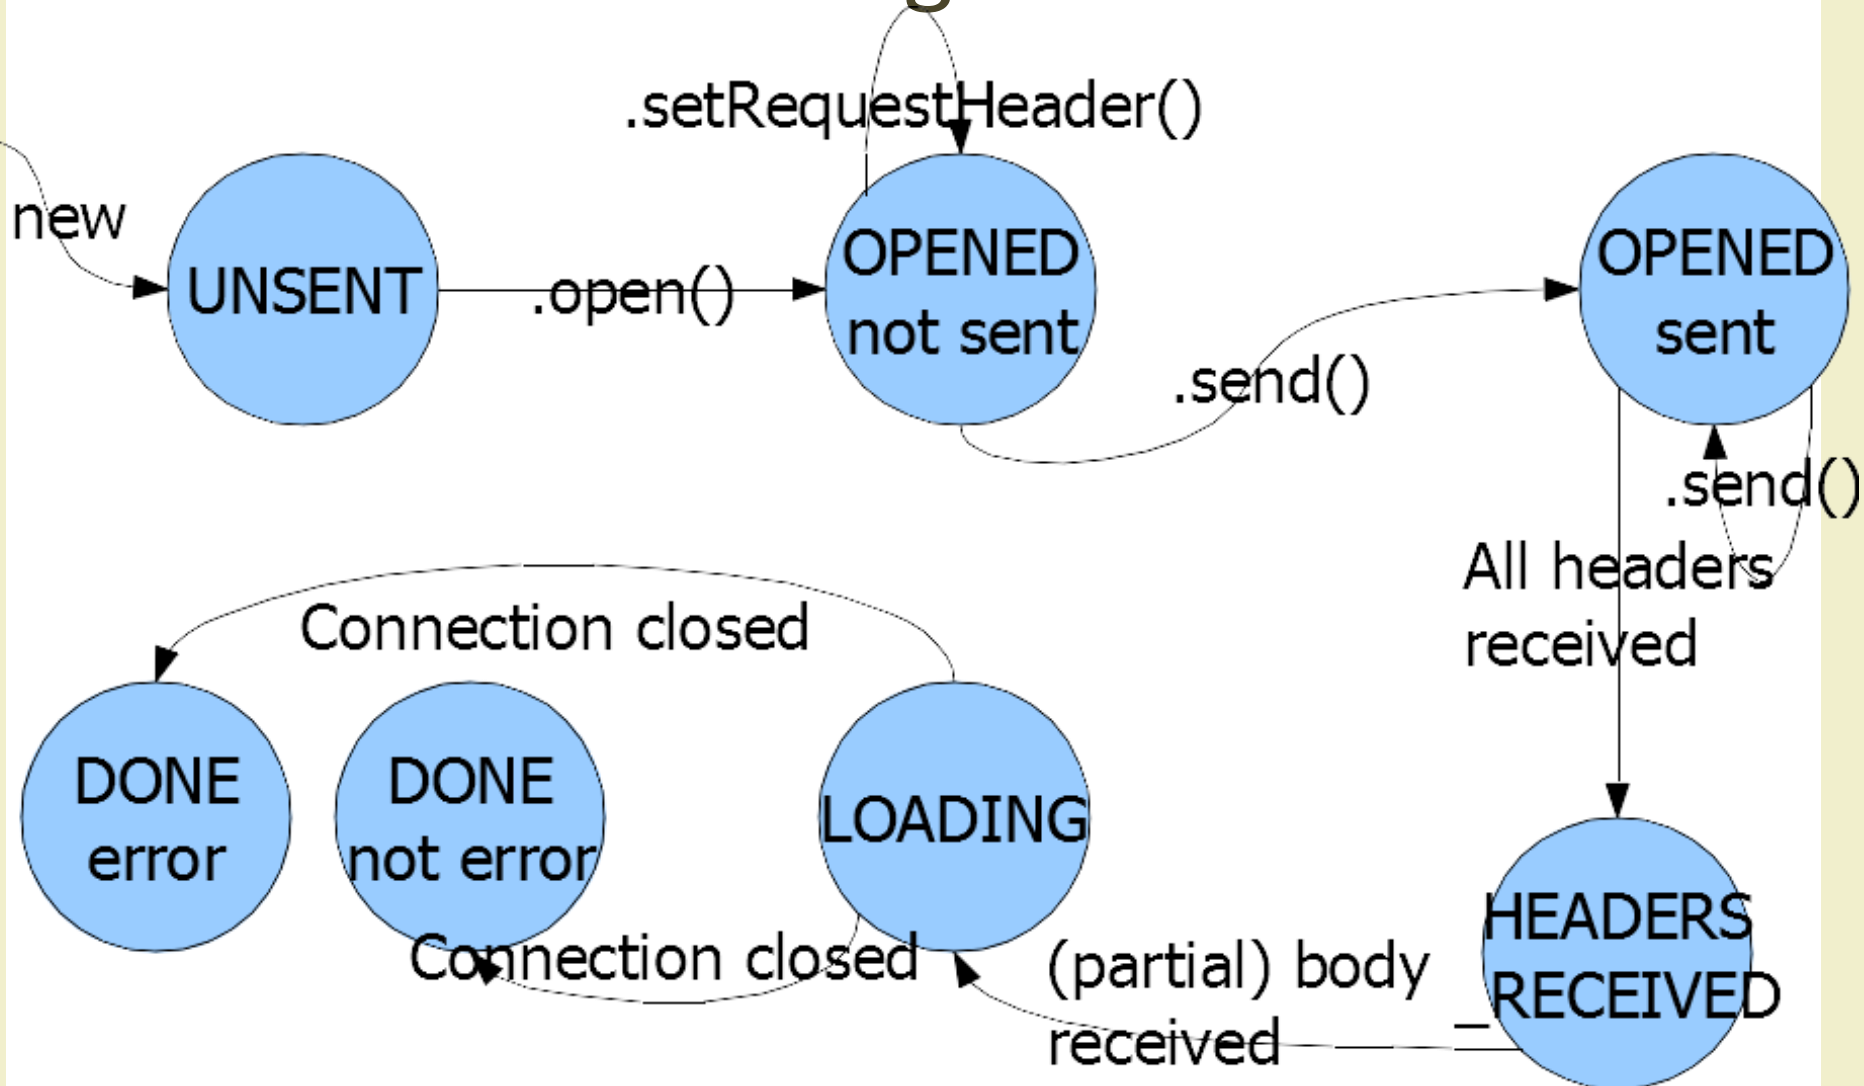 .setRequestHeader()
new
UNSENT
.open()
OPENED
not sent
.send()
OPENED
sent
.send()
All headers
received
Connection closed
DONE
error
DONE
not error
LOADING
Connection closed
(partial) body
received
HEADERS
_RECEIVED